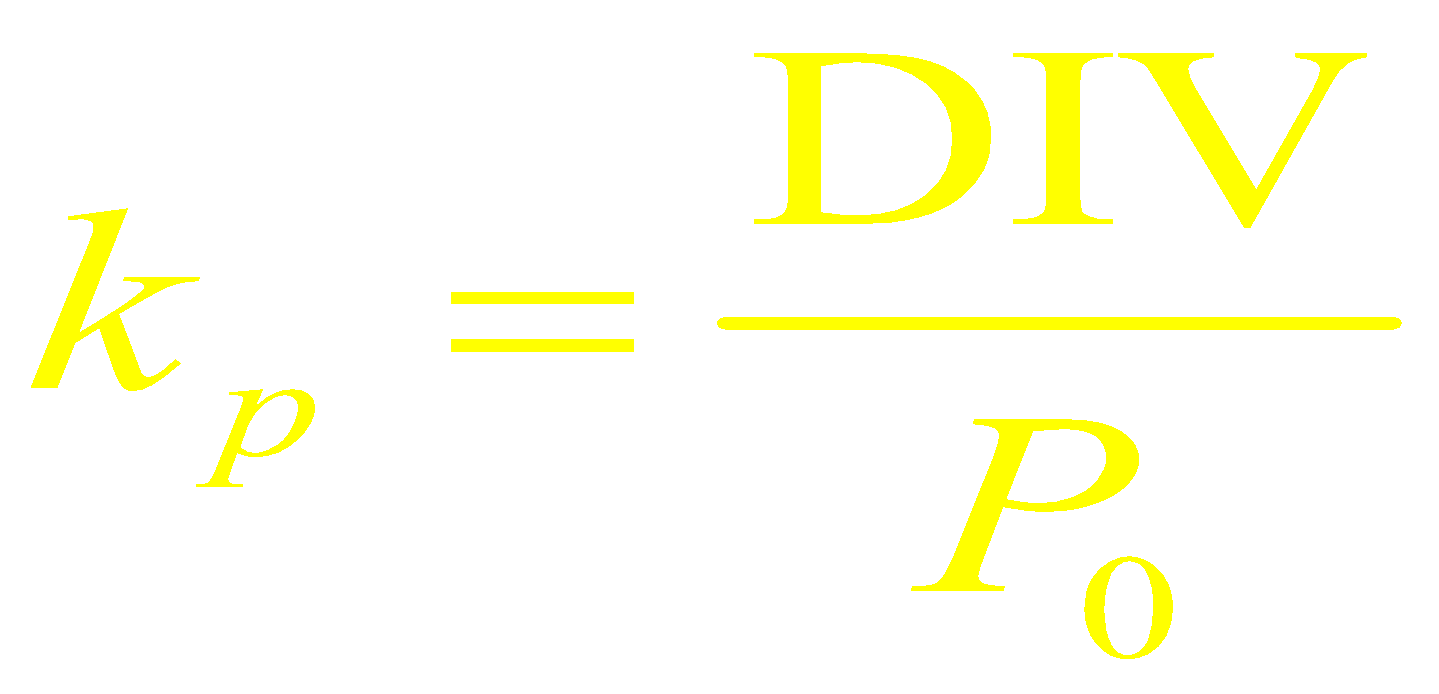 k_p = DIV / P_0